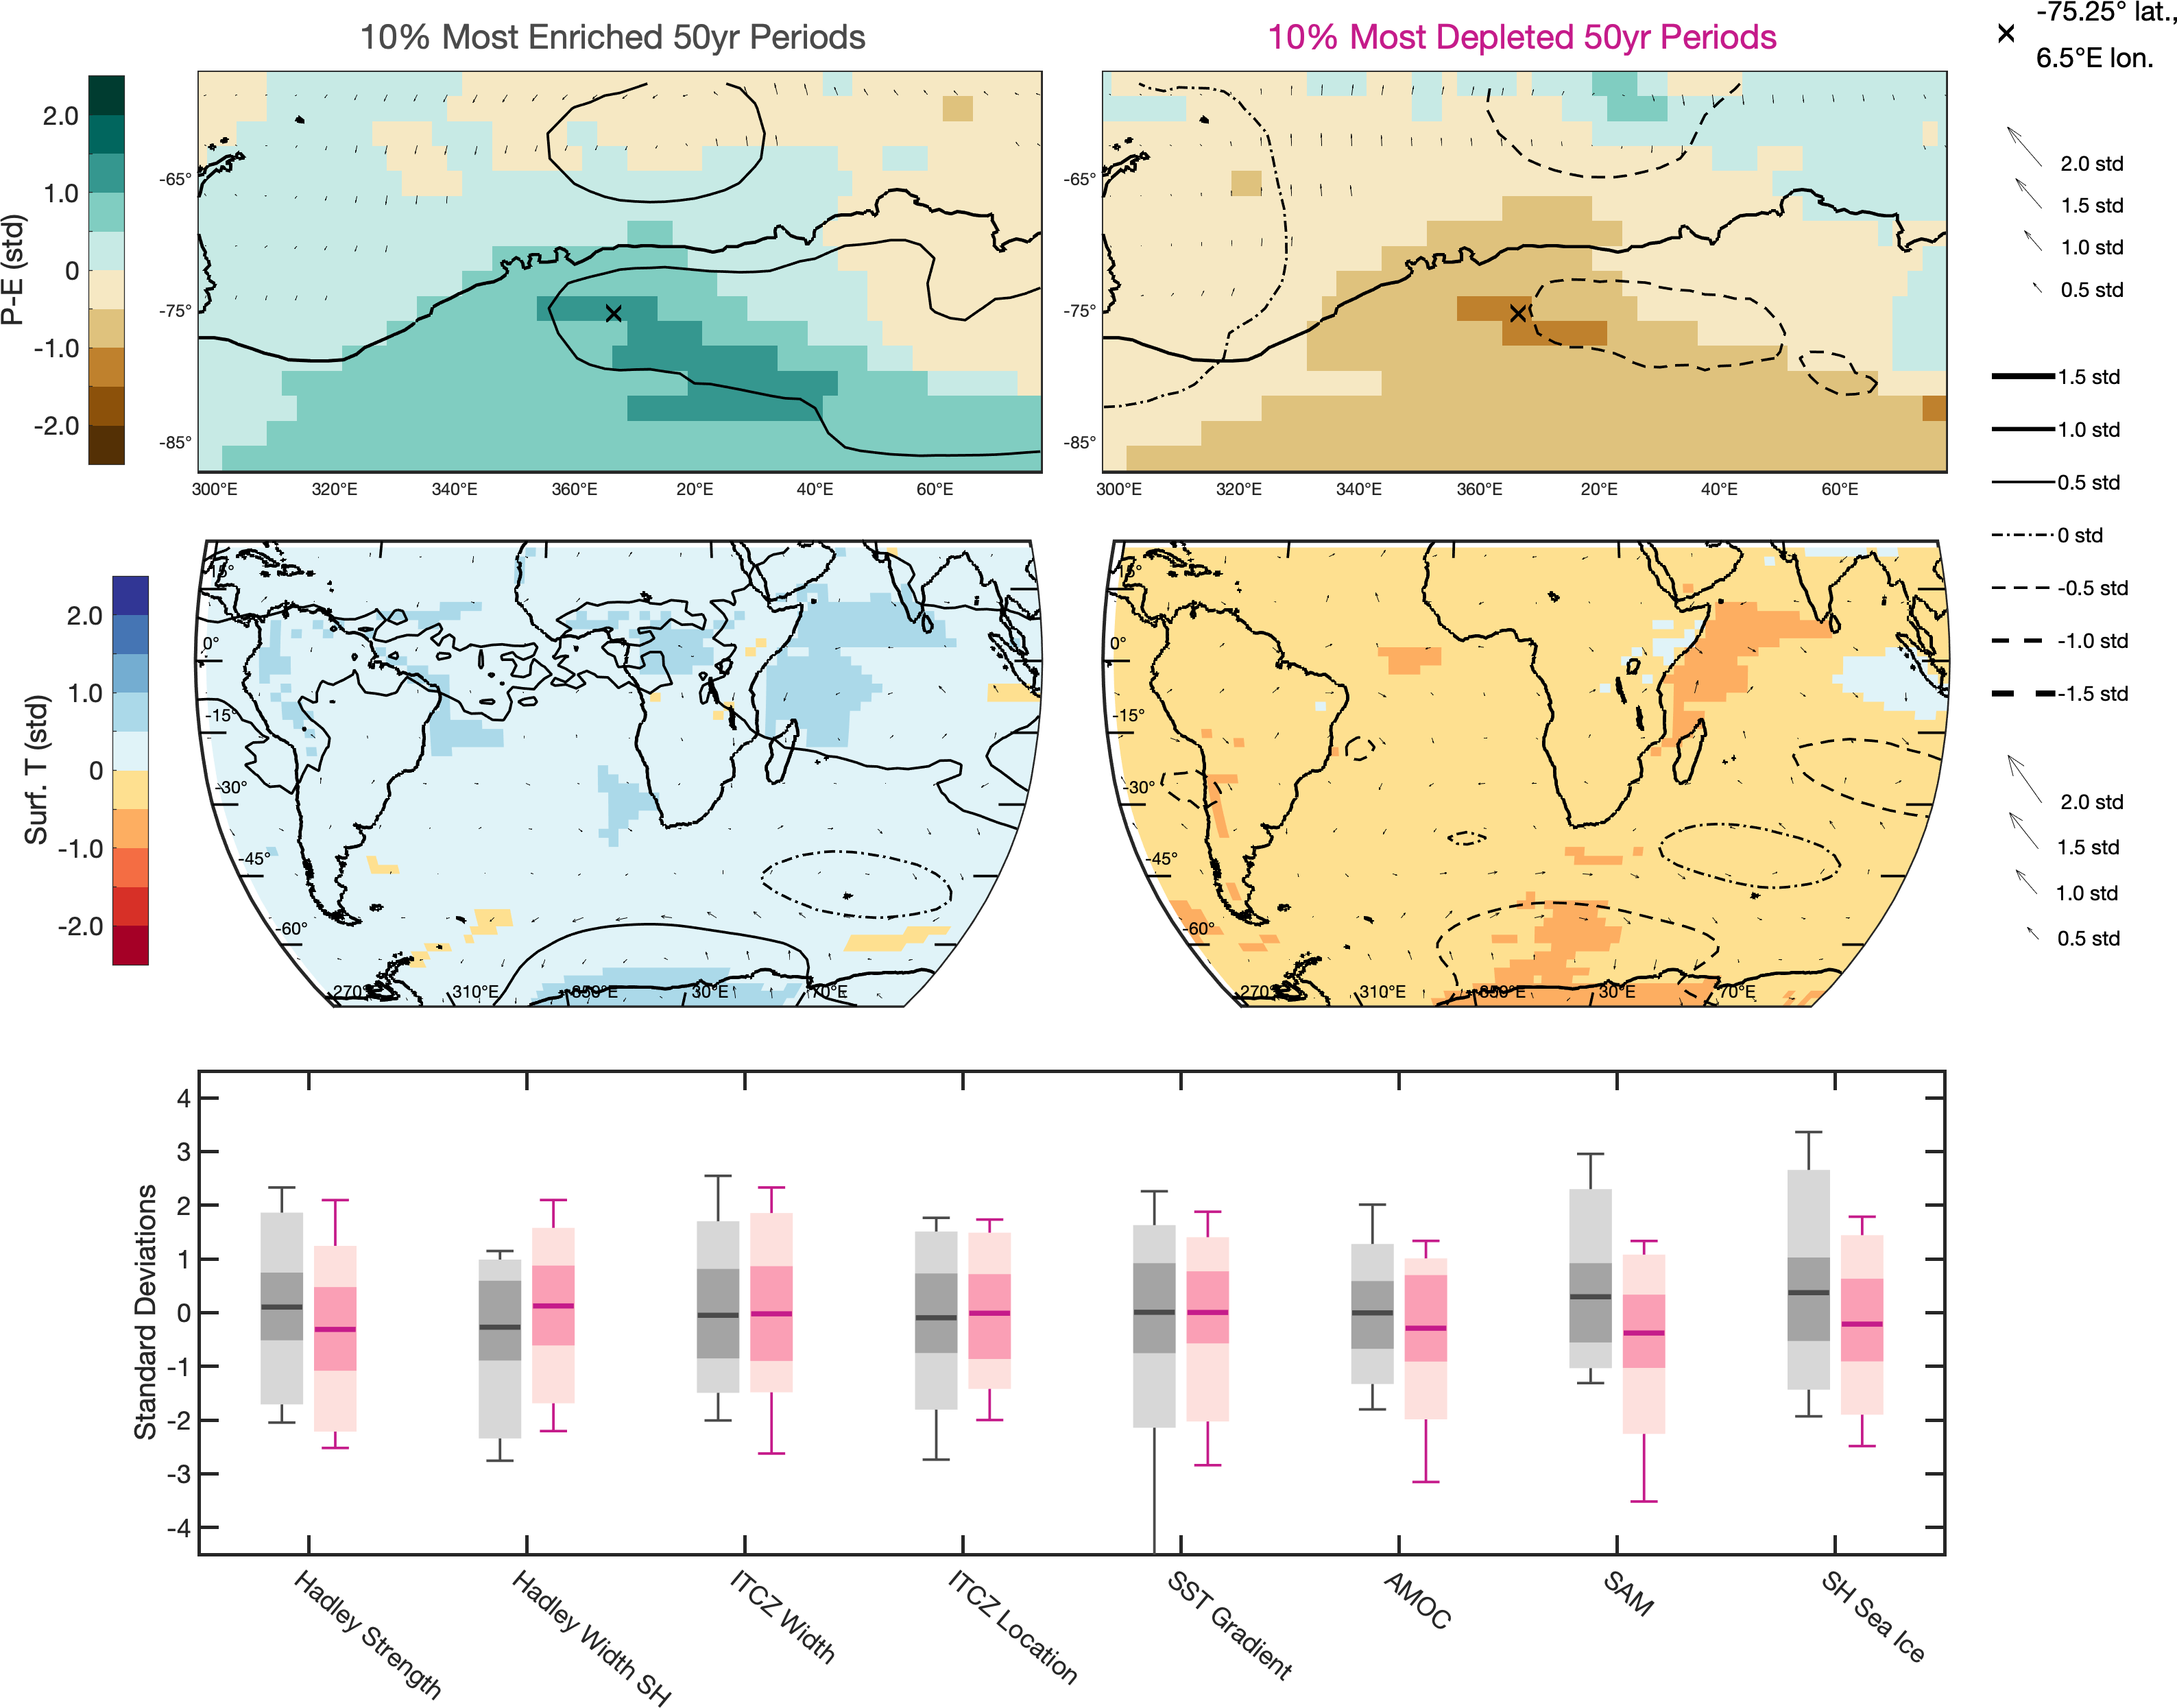 10% Most Enriched 50yr Periods
10% Most Depleted 50yr Periods
-75.25° lat.,
6.5°E lon.
P-E (std)
2.0
1.0
0
-1.0
-2.0
-65°
-75°
-85°
300°E 320°E 340°E 360°E 20°E 40°E 60°E
-65°
-75°
-85°
300°E 320°E 340°E 360°E 20°E 40°E 60°E
2.0 std
1.5 std
1.0 std
0.5 std
1.5 std
1.0 std
0.5 std
0 std
-0.5 std
-1.0 std
-1.5 std
2.0 std
1.5 std
1.0 std
0.5 std
Surf. T (std)
2.0
1.0
0
-1.0
-2.0
15°
0°
-15°
-30°
-45°
-60°
270° 310°E 350°E 30°E 70°E
15°
0°
-15°
-30°
-45°
-60°
270° 310°E 350°E 30°E 70°E
Standard Deviations
4
3
2
1
0
-1
-2
-3
-4
Hadley Strength
Hadley Width SH
ITCZ Width
ITCZ Location
SST Gradient
AMOC
SAM
SH Sea Ice